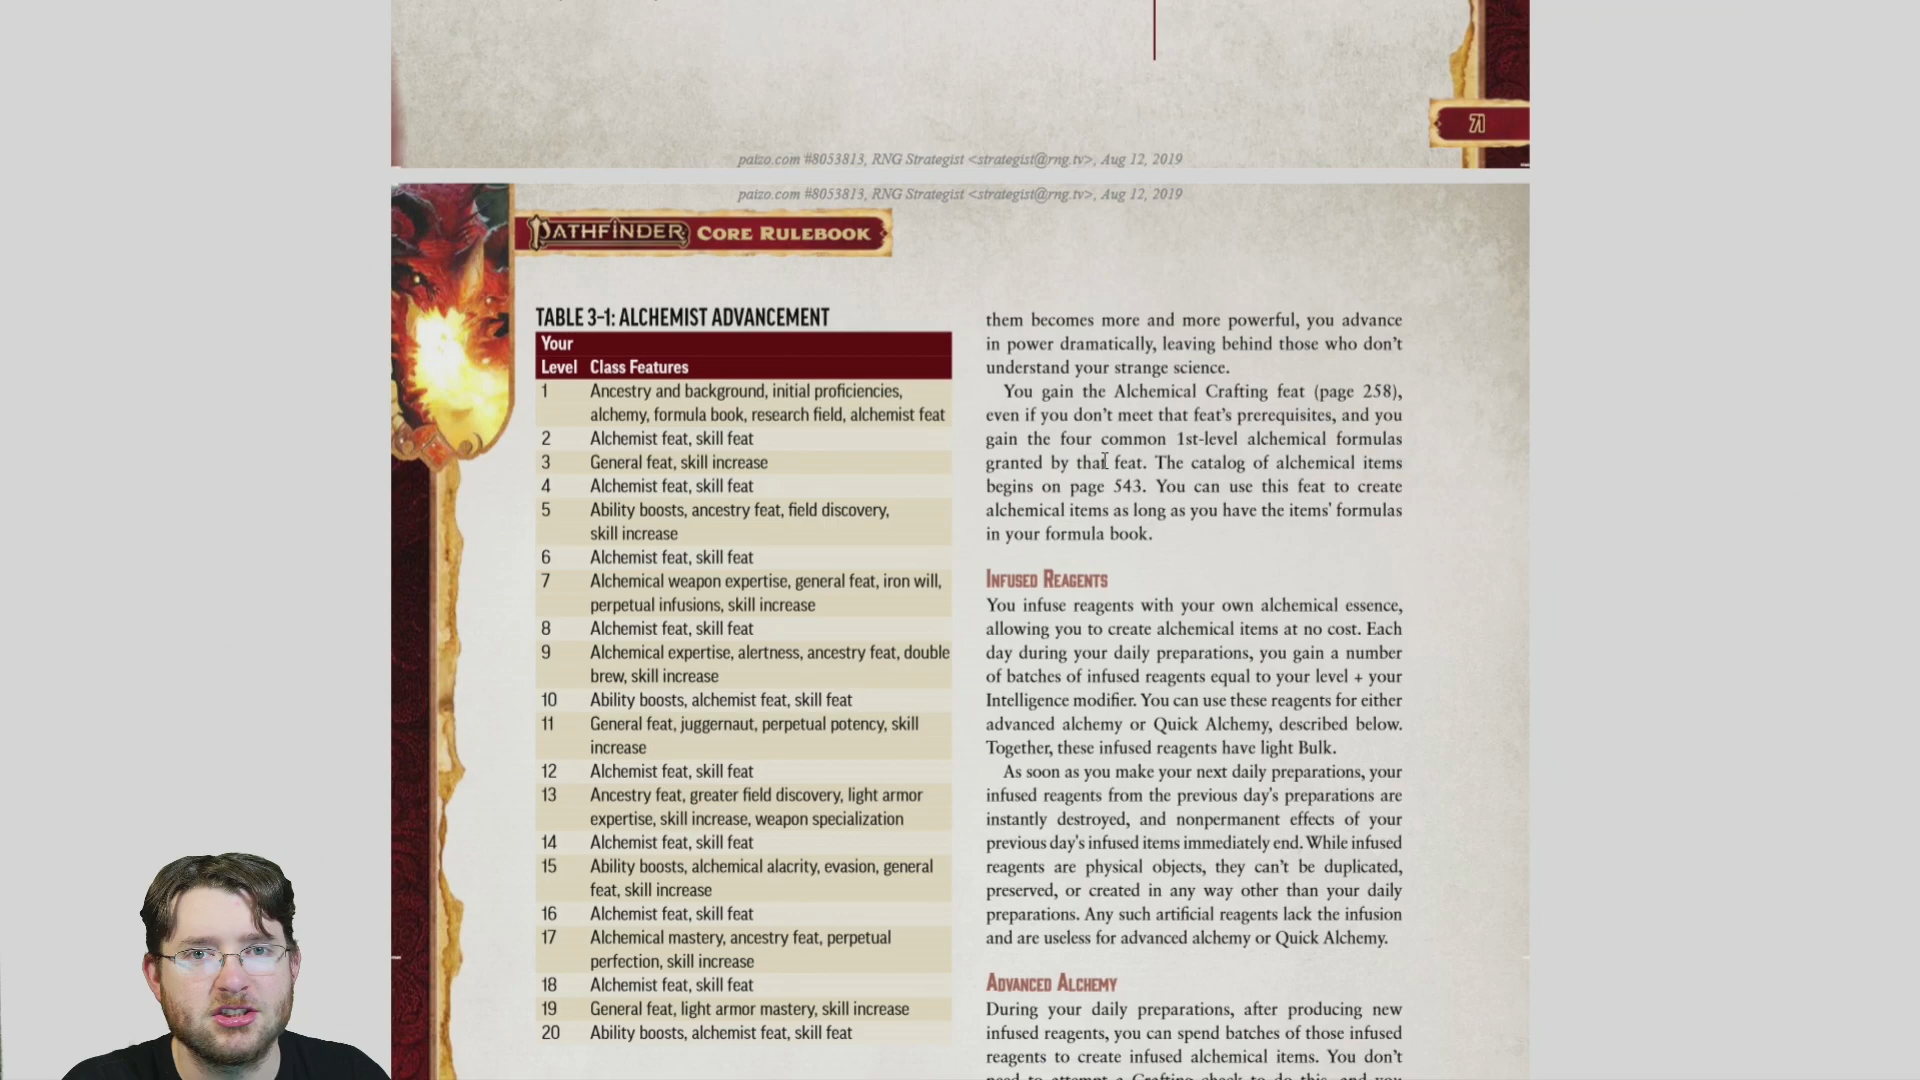 71
paizo.com #8053813, RNG Strategist <strategist@rng.tv>, Aug 12, 2019
paizo.com #8053813, RNG Strategist <strategist@rng.tv>, Aug 12, 2019
PATHFINDER CORE RULEBOOK
TABLE 3-1: ALCHEMIST ADVANCEMENT
Your
Level Class Features
1 Ancestry and background, initial proficiencies,
alchemy, formula book, research field, alchemist feat
2 Alchemist feat, skill feat
3 General feat, skill increase
4 Alchemist feat, skill feat
5 Ability boosts, ancestry feat, field discovery,
skill increase
6 Alchemist feat, skill feat
7 Alchemical weapon expertise, general feat, iron will,
perpetual infusions, skill increase
8 Alchemist feat, skill feat
9 Alchemical expertise, alertness, ancestry feat, double
brew, skill increase
10 Ability boosts, alchemist feat, skill feat
11 General feat, juggernaut, perpetual potency, skill
increase
12 Alchemist feat, skill feat
13 Ancestry feat, greater field discovery, light armor
expertise, skill increase, weapon specialization
14 Alchemist feat, skill feat
15 Ability boosts, alchemical alacrity, evasion, general
feat, skill increase
16 Alchemist feat, skill feat
17 Alchemical mastery, ancestry feat, perpetual
perfection, skill increase
18 Alchemist feat, skill feat
19 General feat, light armor mastery, skill increase
20 Ability boosts, alchemist feat, skill feat
them becomes more and more powerful, you advance
in power dramatically, leaving behind those who don't
understand your strange science.
You gain the Alchemical Crafting feat (page 258),
even if you don't meet that feat's prerequisites, and you
gain the four common 1st-level alchemical formulas
granted by that feat. The catalog of alchemical items
begins on page 543. You can use this feat to create
alchemical items as long as you have the items' formulas
in your formula book.
INFUSED REAGENTS
You infuse reagents with your own alchemical essence,
allowing you to create alchemical items at no cost. Each
day during your daily preparations, you gain a number
of batches of infused reagents equal to your level + your
Intelligence modifier. You can use these reagents for either
advanced alchemy or Quick Alchemy, described below.
Together, these infused reagents have light Bulk.
As soon as you make your next daily preparations, your
infused reagents from the previous day's preparations are
instantly destroyed, and nonpermanent effects of your
previous day's infused items immediately end. While infused
reagents are physical objects, they can't be duplicated,
preserved, or created in any way other than your daily
preparations. Any such artificial reagents lack the infusion
and are useless for advanced alchemy or Quick Alchemy.
ADVANCED ALCHEMY
During your daily preparations, after producing new
infused reagents, you can spend batches of those infused
reagents to create infused alchemical items. You don't
need to attempt a Crafting check to do this, and you